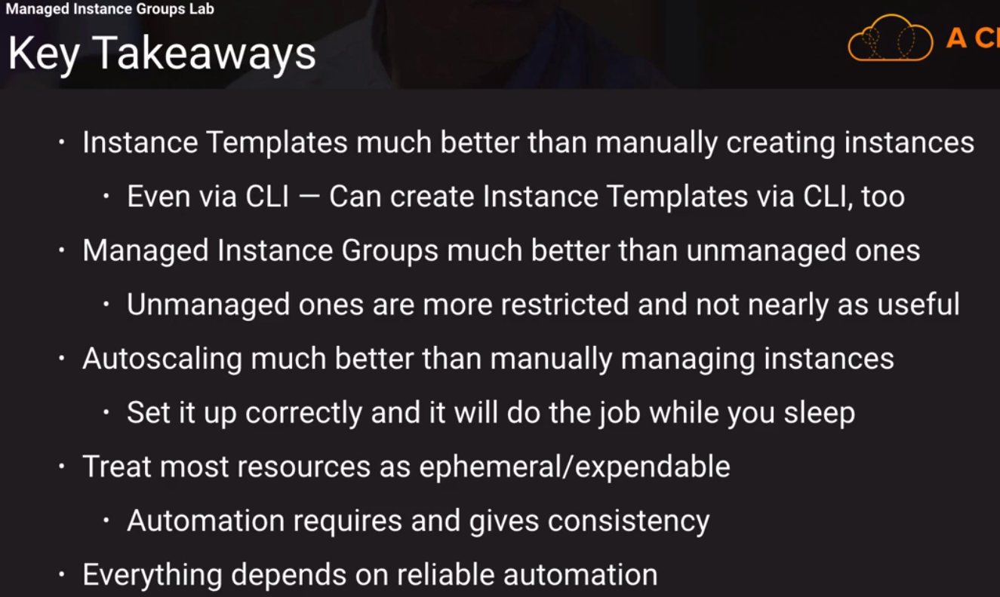 Managed Instance Groups Lab
Key Takeaways
A Cl
• Instance Templates much better than manually creating instances
• Even via CLI — Can create Instance Templates via CLI, too
• Managed Instance Groups much better than unmanaged ones
• Unmanaged ones are more restricted and not nearly as useful
• Autoscaling much better than manually managing instances
• Set it up correctly and it will do the job while you sleep
• Treat most resources as ephemeral/expendable
• Automation requires and gives consistency
• Everything depends on reliable automation